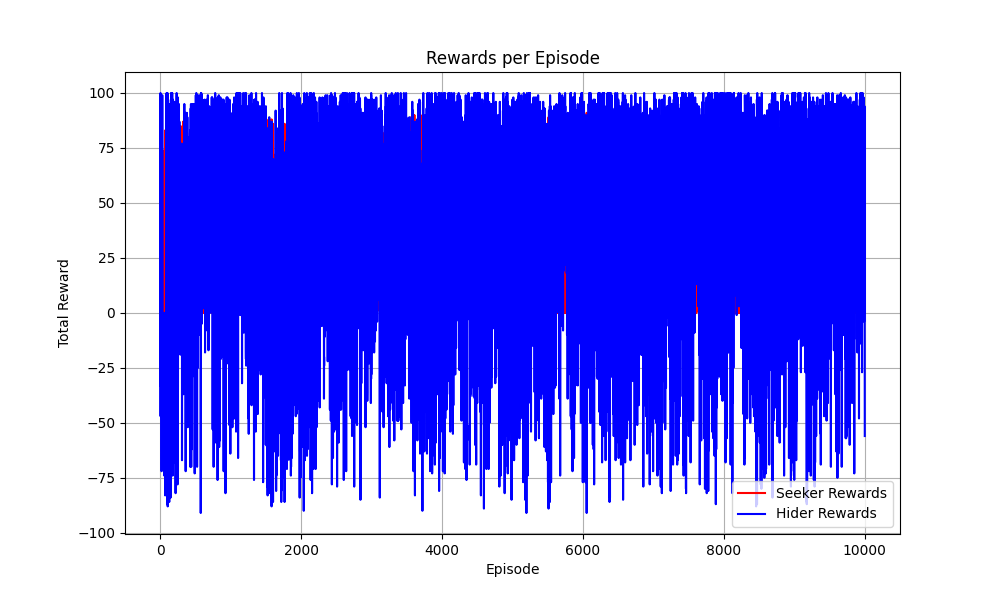 Rewards per Episode
Total Reward
100
75
50
25
0
−25
−50
−75
−100
Seeker Rewards
Hider Rewards
0 2000 4000 6000 8000 10000
Episode